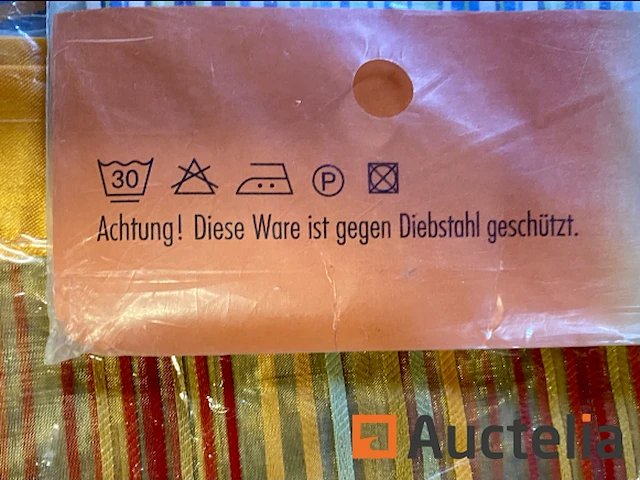 30 P
Achtung! Diese Ware ist gegen Diebstahl geschützt.
Auctelia